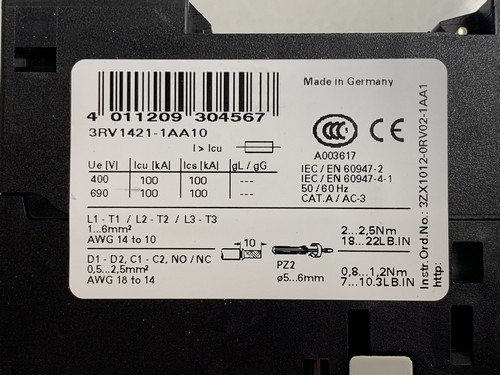 Made in Germany
4 011209 304567
3RV1421-1AA10
I > Icu
CCC
A003617
Ue [V] Icu [kA] Ics [kA] gL / gG
400 100 100 ---
690 100 100 ---
IEC / EN 60947-2
IEC / EN 60947-4-1
50 / 60 Hz
CAT.A / AC-3
L1 - T1 / L2 - T2 / L3 - T3
1...6mm²
AWG 14 to 10
2...2,5Nm
18...22LB.IN
D1 - D2, C1 - C2, NO / NC
0,5...2,5mm²
AWG 18 to 14
10
PZ2
ø5...6mm
0,8...1,2Nm
7...10.3LB.IN
Instr.Ord.No.: 3ZX1012-0RV02-1AA1
http: